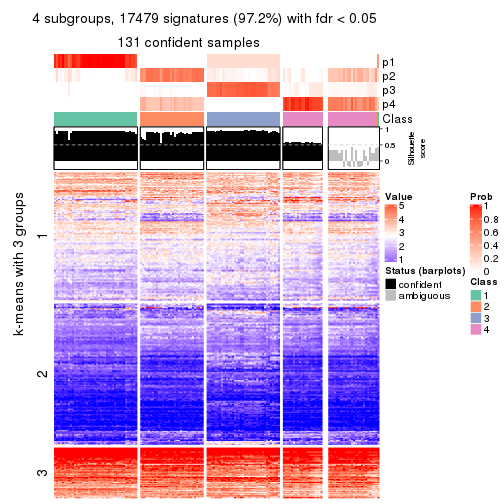 4 subgroups, 17479 signatures (97.2%) with fdr < 0.05
131 confident samples
p1
p2
p3
p4
Class
1
0.5
0
Silhouette
score
k-means with 3 groups
1
2
3
Value
5
4
3
2
1
Status (barplots)
confident
ambiguous
Prob
1
0.8
0.6
0.4
0.2
0
Class
1
2
3
4